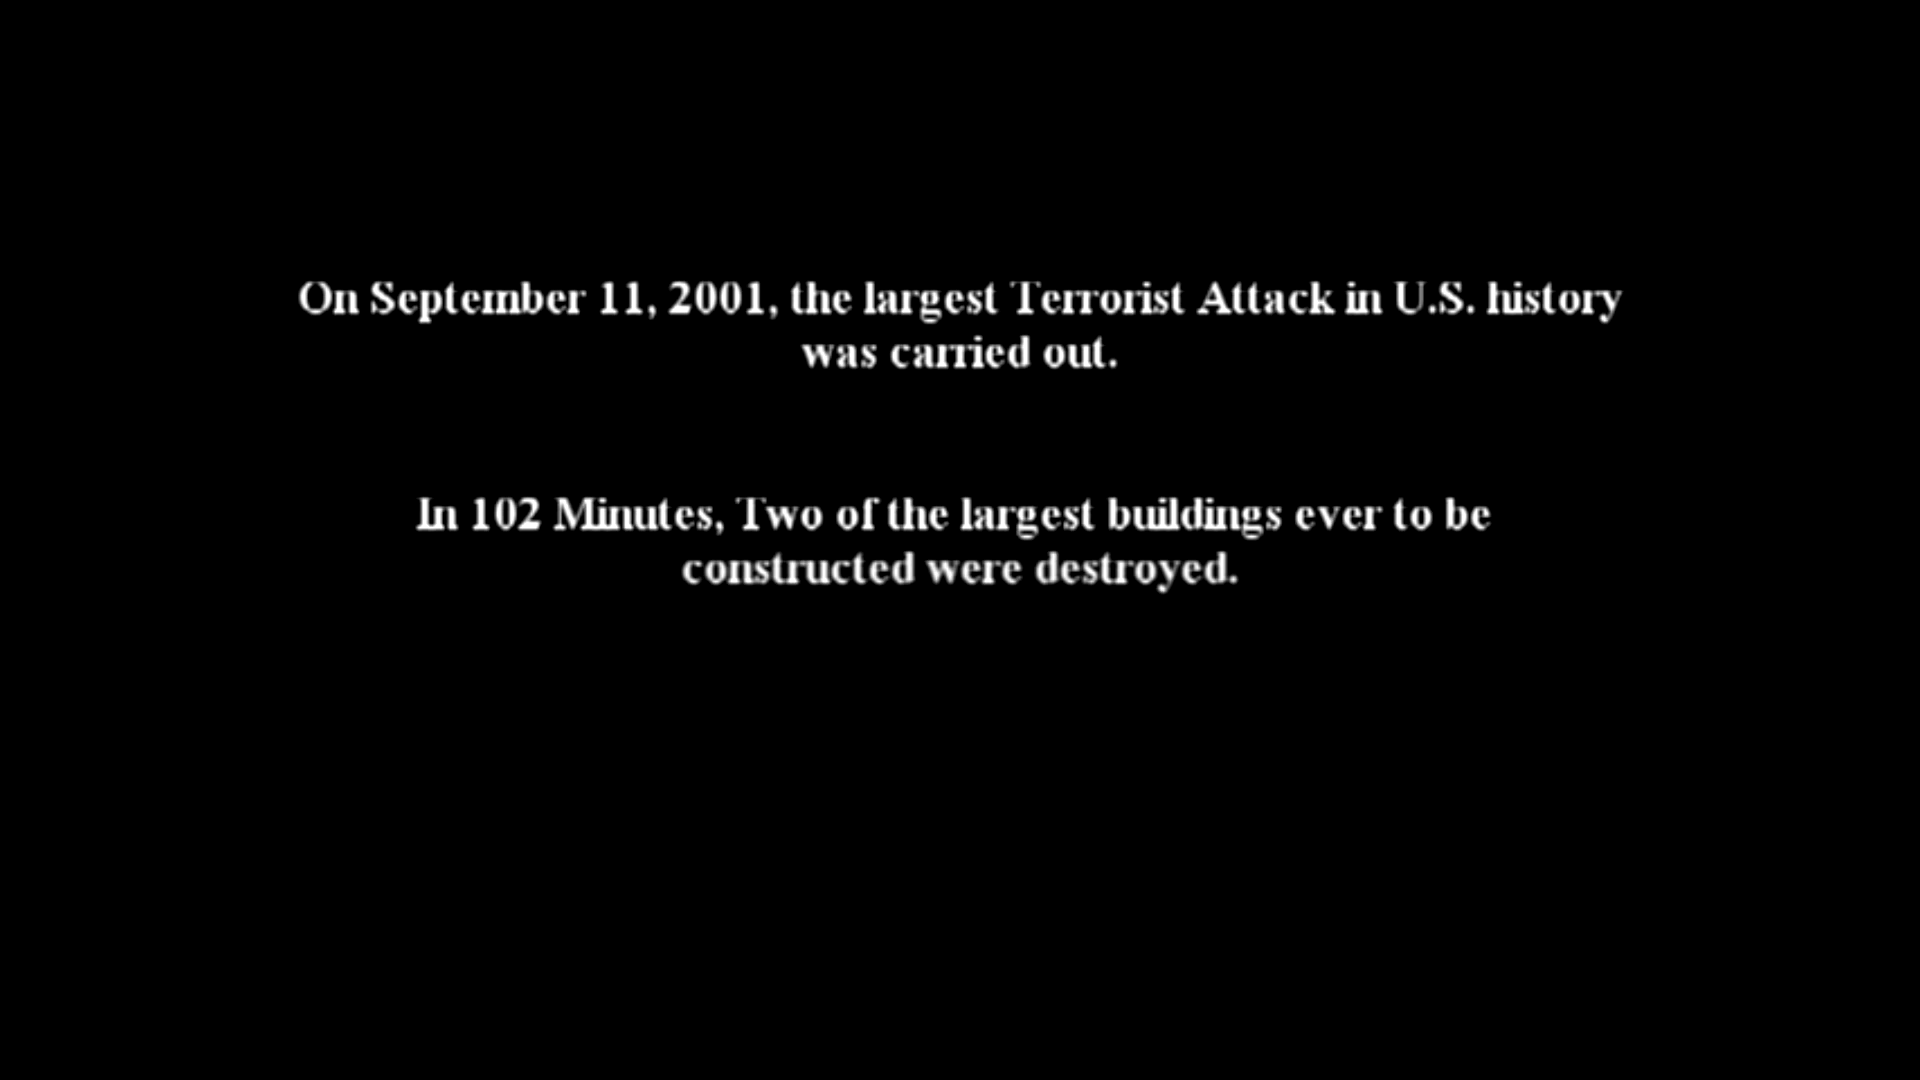 On September 11, 2001, the largest Terrorist Attack in U.S. history
was carried out.
In 102 Minutes, Two of the largest buildings ever to be
constructed were destroyed.